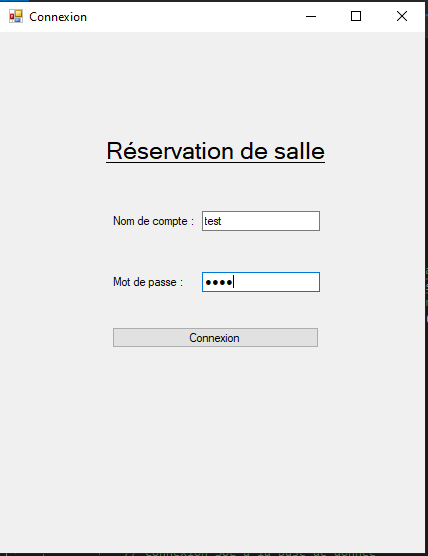 Connexion
Réservation de salle
Nom de compte : test
Mot de passe : ●●●●
Connexion